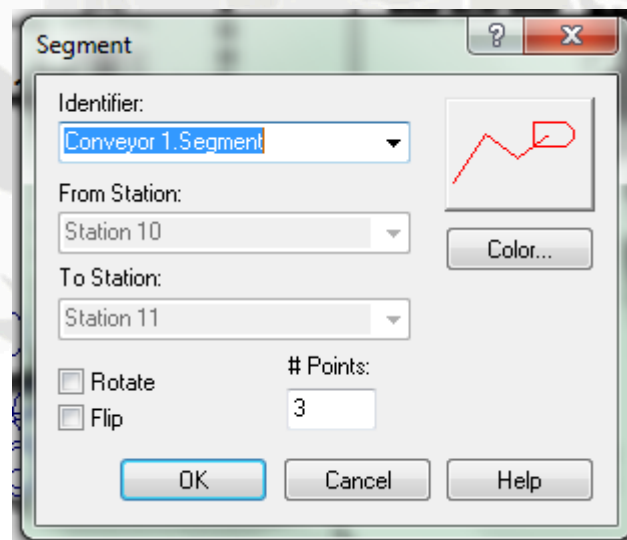 Segment
?
Identifier:
Conveyor 1.Segment
From Station:
Station 10
Color...
To Station:
Station 11
# Points:
Rotate
3
Flip
OK Cancel Help